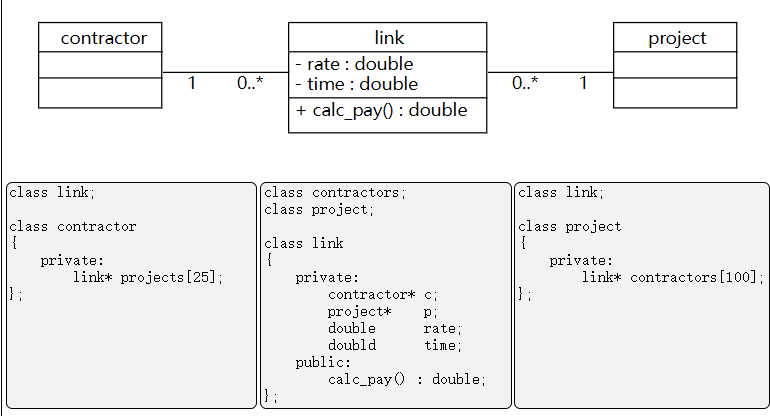 contractor
link
project
- rate : double
- time : double
1
0..*
0..*
1
+ calc_pay() : double
class link;
class contractor
{
private:
link* projects[25];
};
class contractors;
class project;
class link
{
private:
contractor* c;
project* p;
double rate;
doubld time;
public:
calc_pay() : double;
};
class link;
class project
{
private:
link* contractors[100];
};